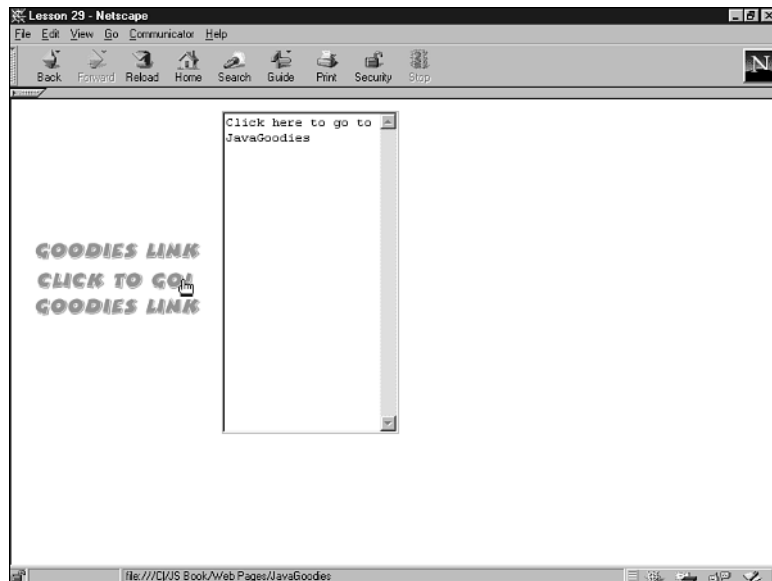 Lesson 29 - Netscape
File Edit View Go Communicator Help
Back Forward Reload Home Search Guide Print Security Stop
N
Click here to go to
JavaGoodies
GOODIES LINK
CLICK TO GO!
GOODIES LINK
file:///C|/JS Book/Web Pages/JavaGoodies